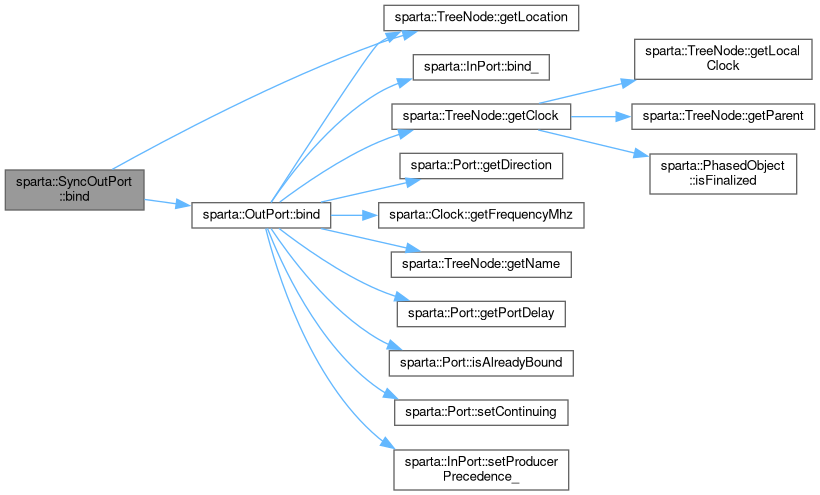 sparta::SyncOutPort
::bind
sparta::OutPort::bind
sparta::TreeNode::getLocation
sparta::InPort::bind_
sparta::TreeNode::getClock
sparta::Port::getDirection
sparta::Clock::getFrequencyMhz
sparta::TreeNode::getName
sparta::Port::getPortDelay
sparta::Port::isAlreadyBound
sparta::Port::setContinuing
sparta::InPort::setProducer
Precedence_
sparta::TreeNode::getLocal
Clock
sparta::TreeNode::getParent
sparta::PhasedObject
::isFinalized